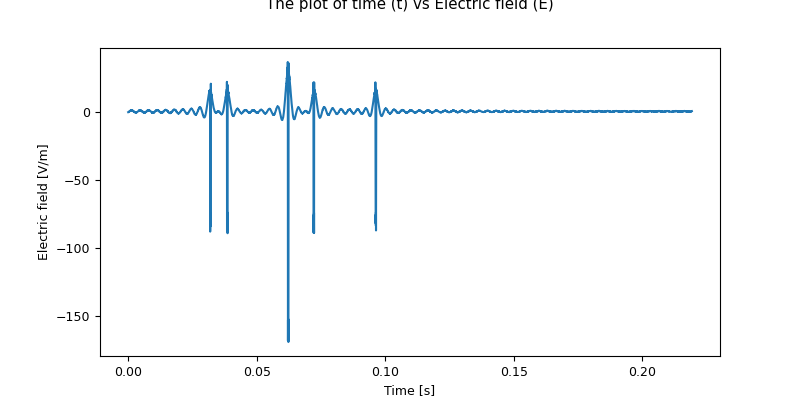 The plot of time (t) vs Electric field (E)
Electric field [V/m]
0
−50
−100
−150
0.00 0.05 0.10 0.15 0.20
Time [s]